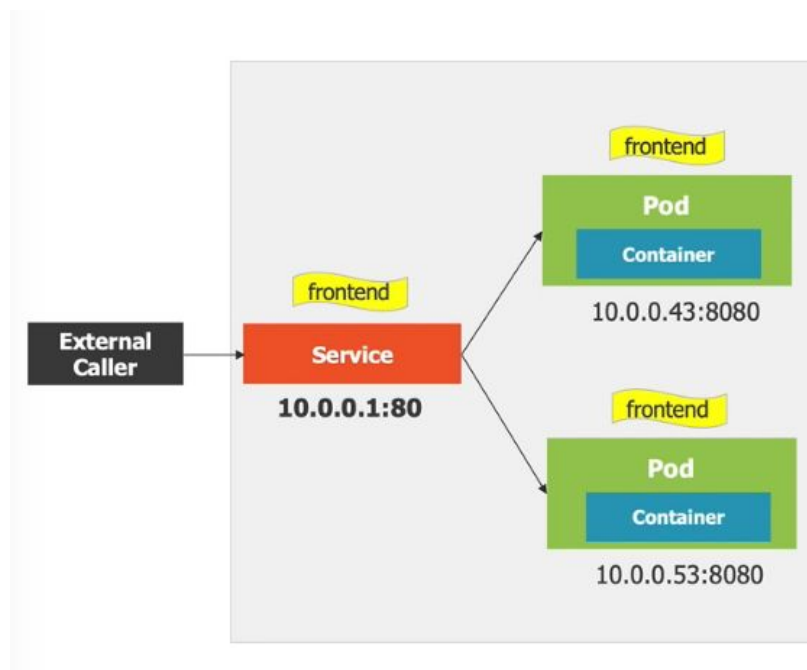 frontend
Pod
Container
10.0.0.43:8080
frontend
External
Caller
Service
10.0.0.1:80
frontend
Pod
Container
10.0.0.53:8080